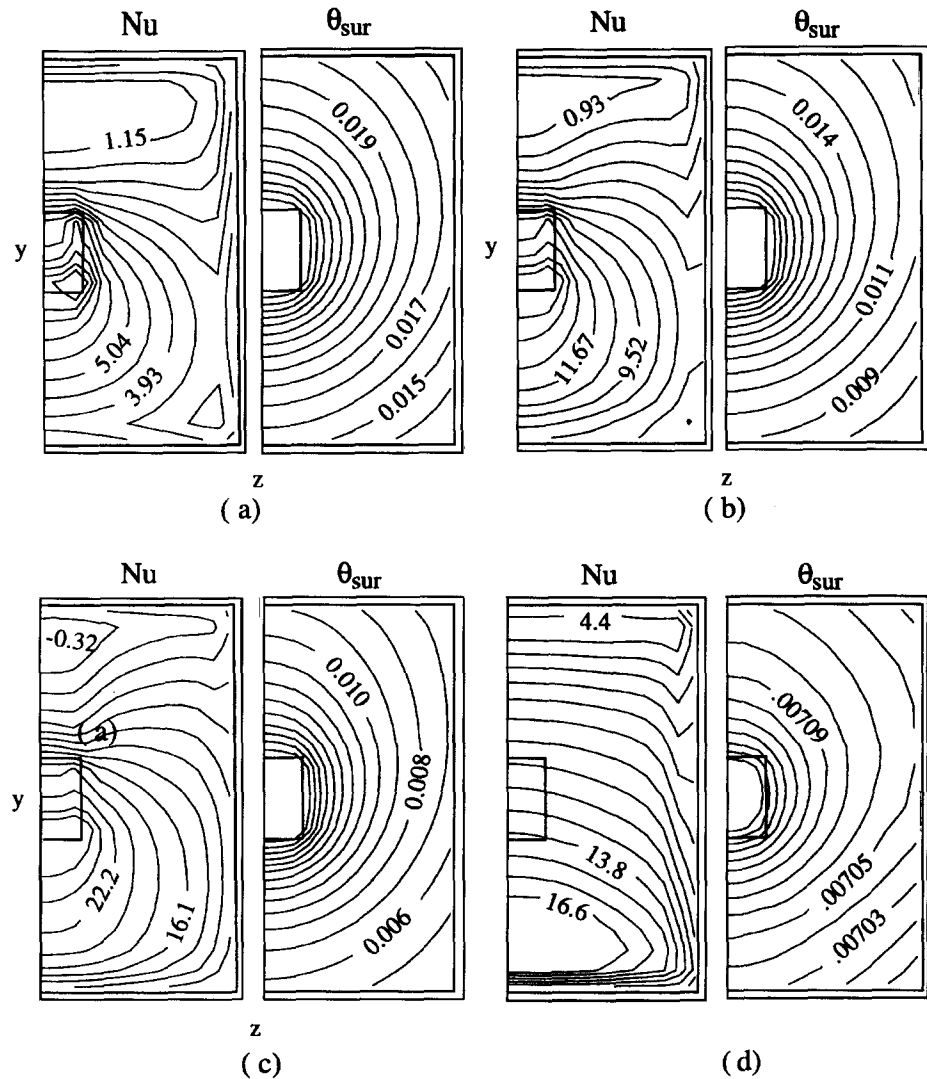 Nu θsur Nu θsur
1.15 0.019 0.93 0.014
y y
5.04 3.93 0.017 0.015 11.67 9.52 0.011 0.009
z z
( a) ( b)
Nu θsur Nu θsur
-0.32 0.010 4.4 .00709
( a)
y 0.008
22.2 16.1 0.006 13.8 16.6 .00705 .00703
z
( c) ( d)